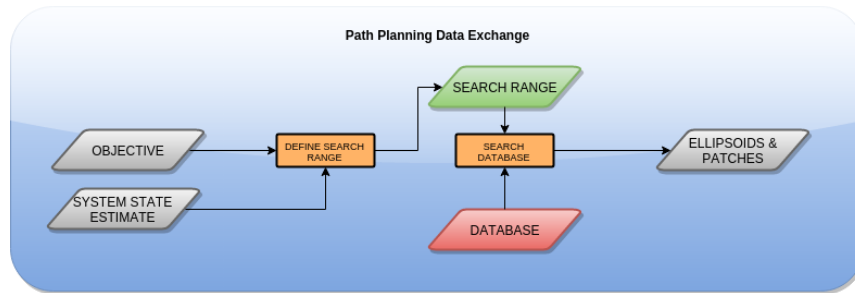 Path Planning Data Exchange
SEARCH RANGE
OBJECTIVE
DEFINE SEARCH
RANGE
SEARCH
DATABASE
ELLIPSOIDS &
PATCHES
SYSTEM STATE
ESTIMATE
DATABASE